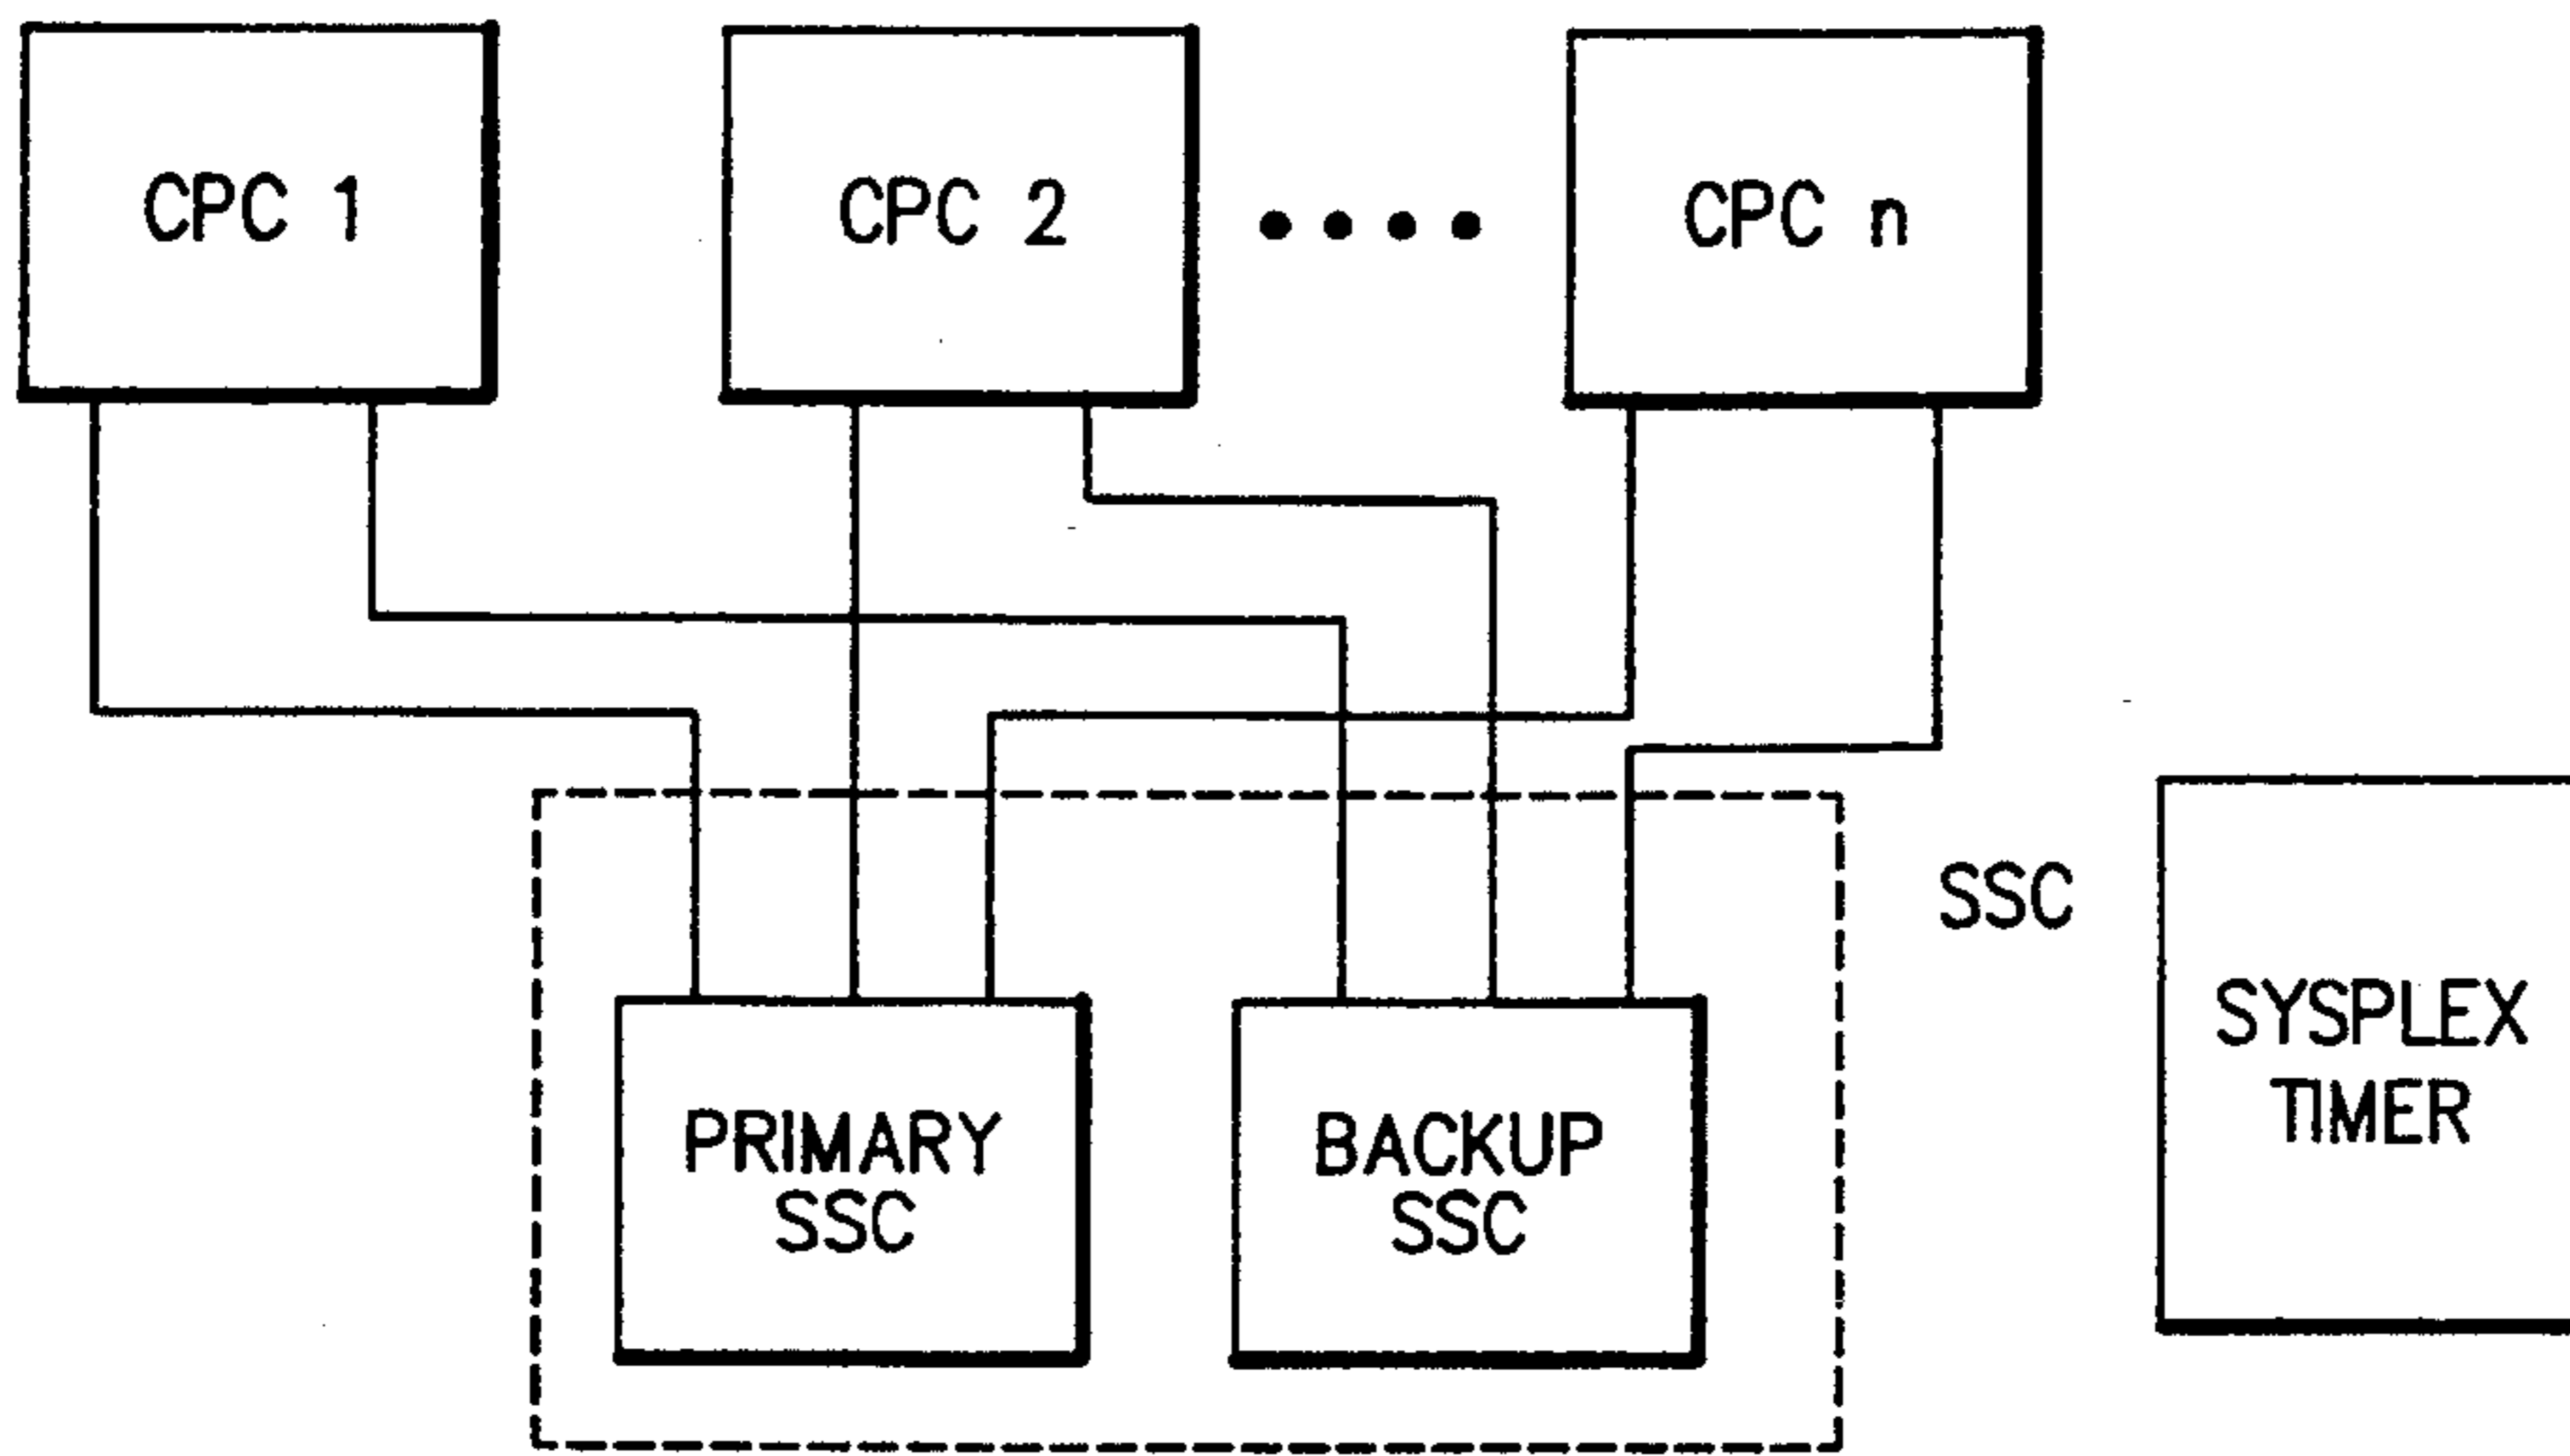 CPC 1
CPC 2
CPC n
SSC
PRIMARY
SSC
BACKUP
SSC
SYSPLEX
TIMER